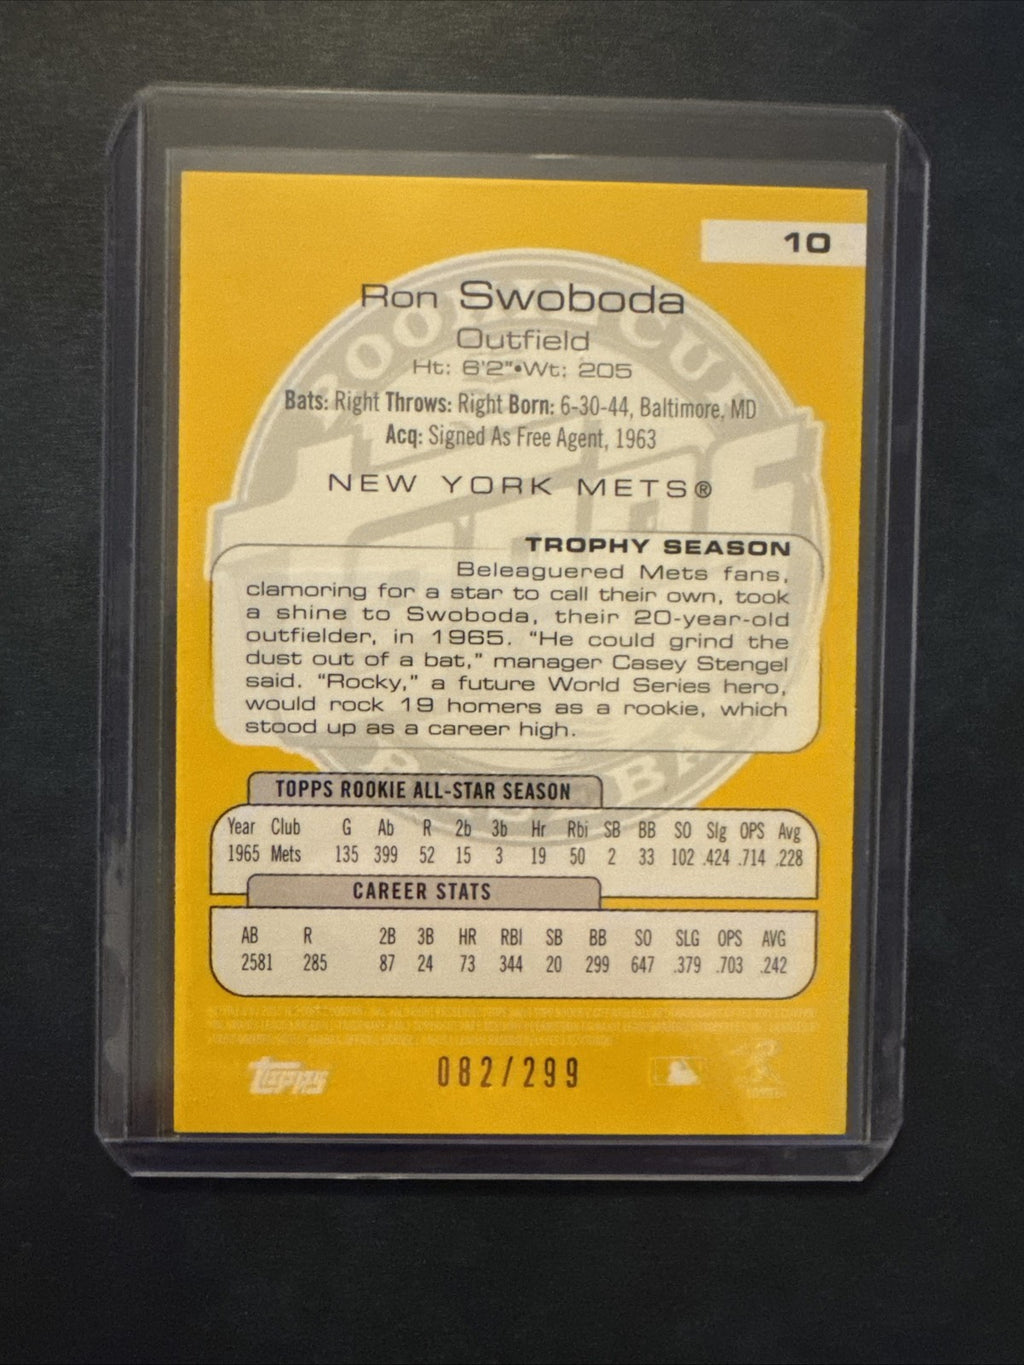 10
Ron Swoboda
Outfield
Ht: 6'2"•Wt: 205
Bats: Right Throws: Right Born: 6-30-44, Baltimore, MD
Acq: Signed As Free Agent, 1963
NEW YORK METS®
TROPHY SEASON
Beleaguered Mets fans,
clamoring for a star to call their own, took
a shine to Swoboda, their 20-year-old
outfielder, in 1965. "He could grind the
dust out of a bat," manager Casey Stengel
said. "Rocky," a future World Series hero,
would rock 19 homers as a rookie, which
stood up as a career high.
TOPPS ROOKIE ALL-STAR SEASON
Year Club G Ab R 2b 3b Hr Rbi SB BB SO Slg OPS Avg
1965 Mets 135 399 52 15 3 19 50 2 33 102 .424 .714 .228
CAREER STATS
AB R 2B 3B HR RBI SB BB SO SLG OPS AVG
2581 285 87 24 73 344 20 299 647 .379 .703 .242
Topps 082/299